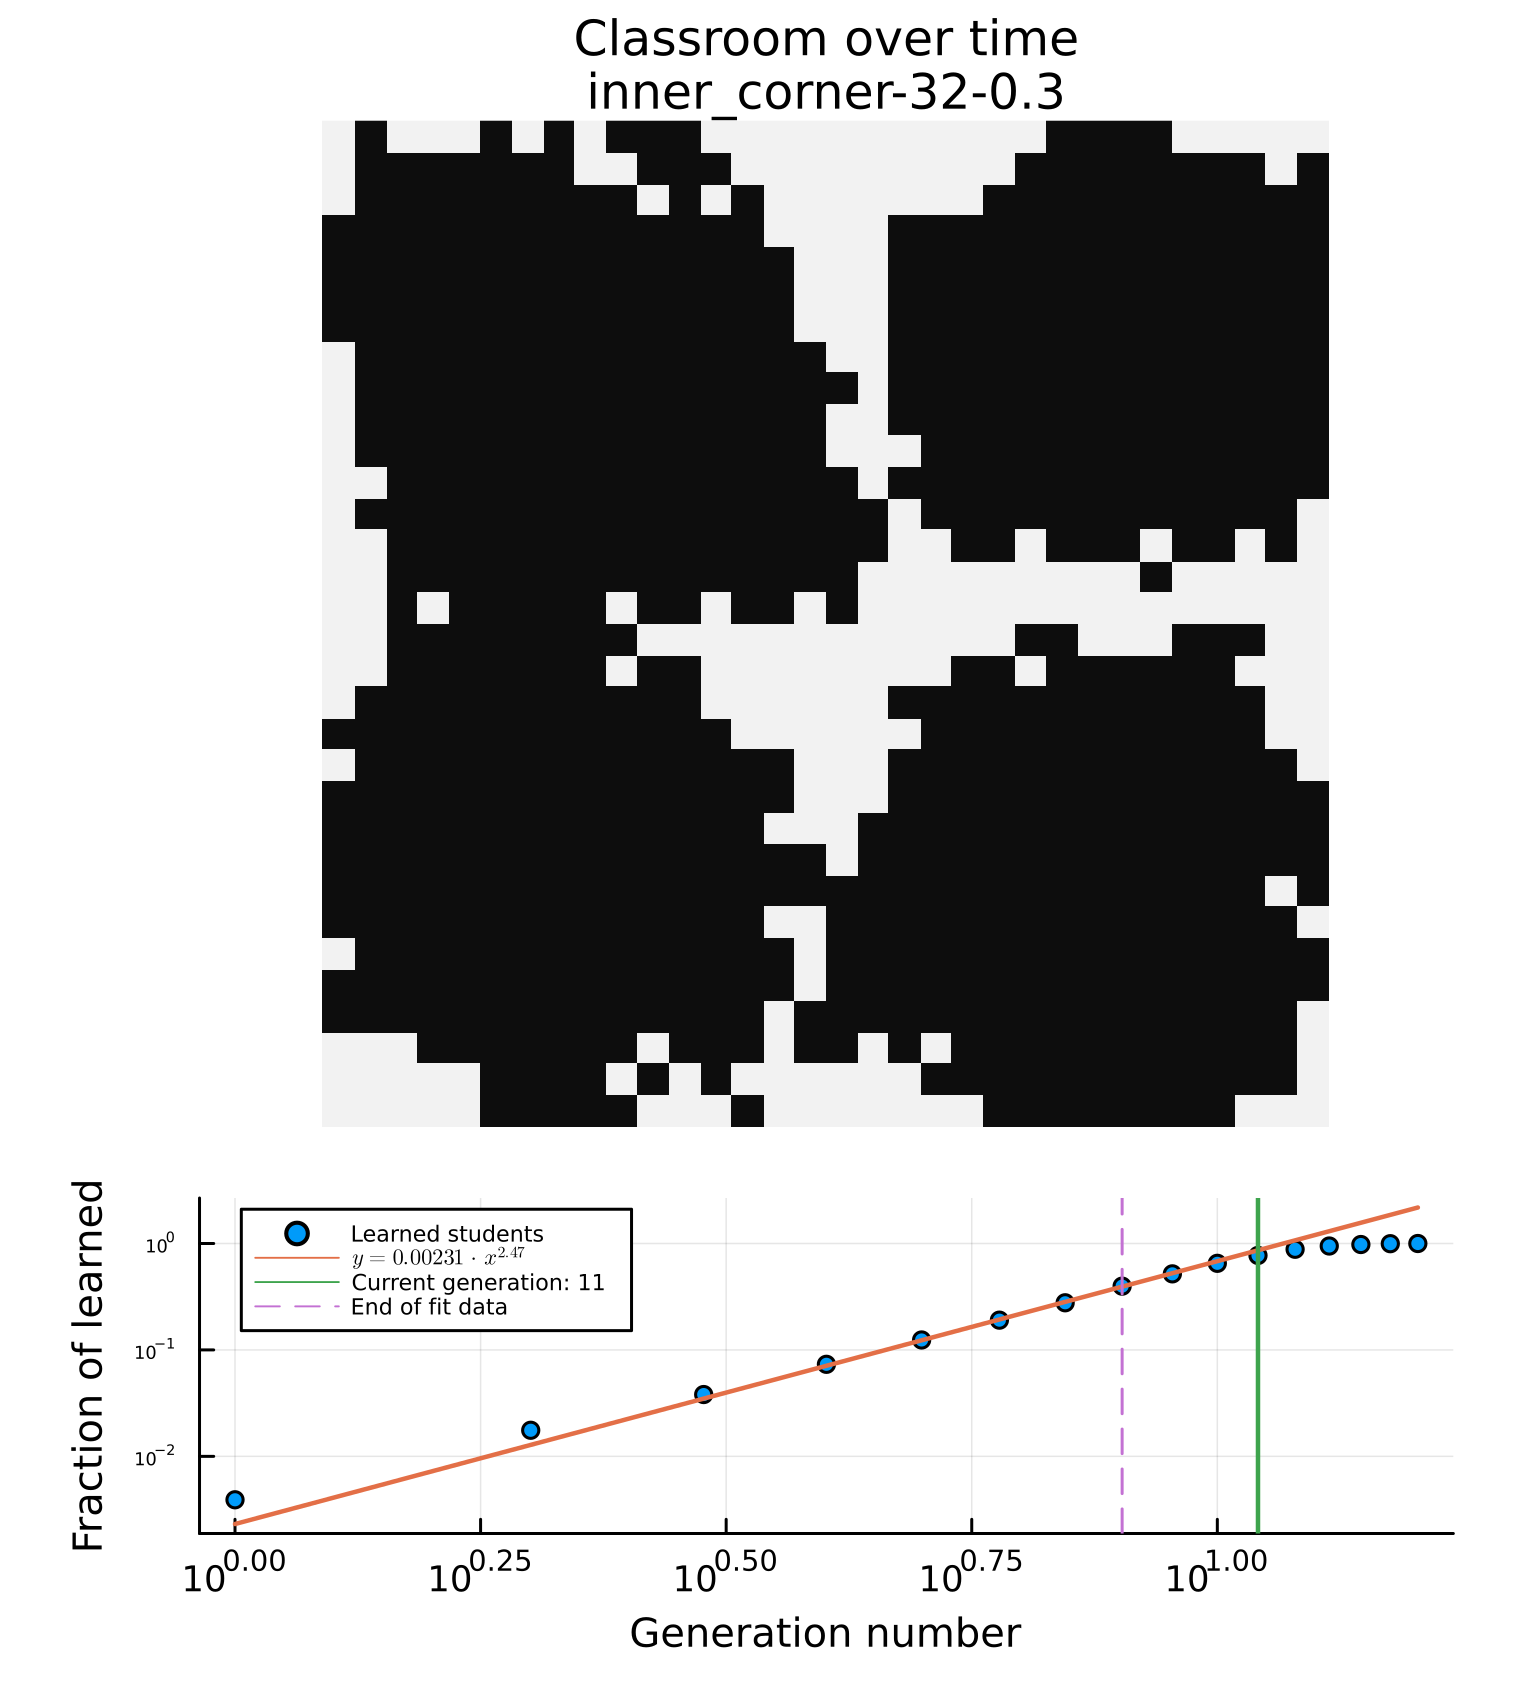 Classroom over time
inner_corner-32-0.3
Fraction of learned
10^0
10^−1
10^−2
Learned students
y = 0.00231 · x^2.47
Current generation: 11
End of fit data
10^0.00 10^0.25 10^0.50 10^0.75 10^1.00
Generation number